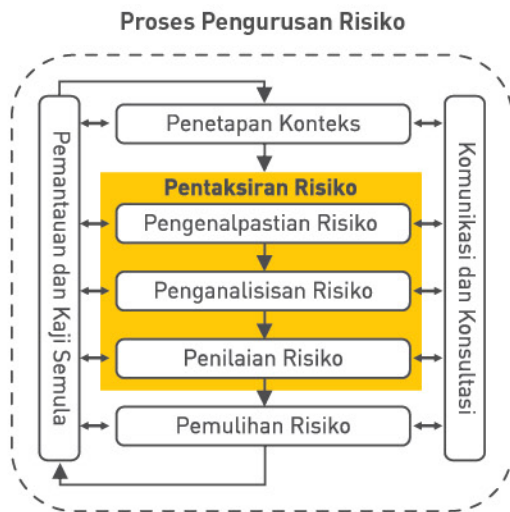 Proses Pengurusan Risiko
Pemantauan dan Kaji Semula
Penetapan Konteks
Pentaksiran Risiko
Pengenalpastian Risiko
Penganalisisan Risiko
Penilaian Risiko
Pemulihan Risiko
Komunikasi dan Konsultasi